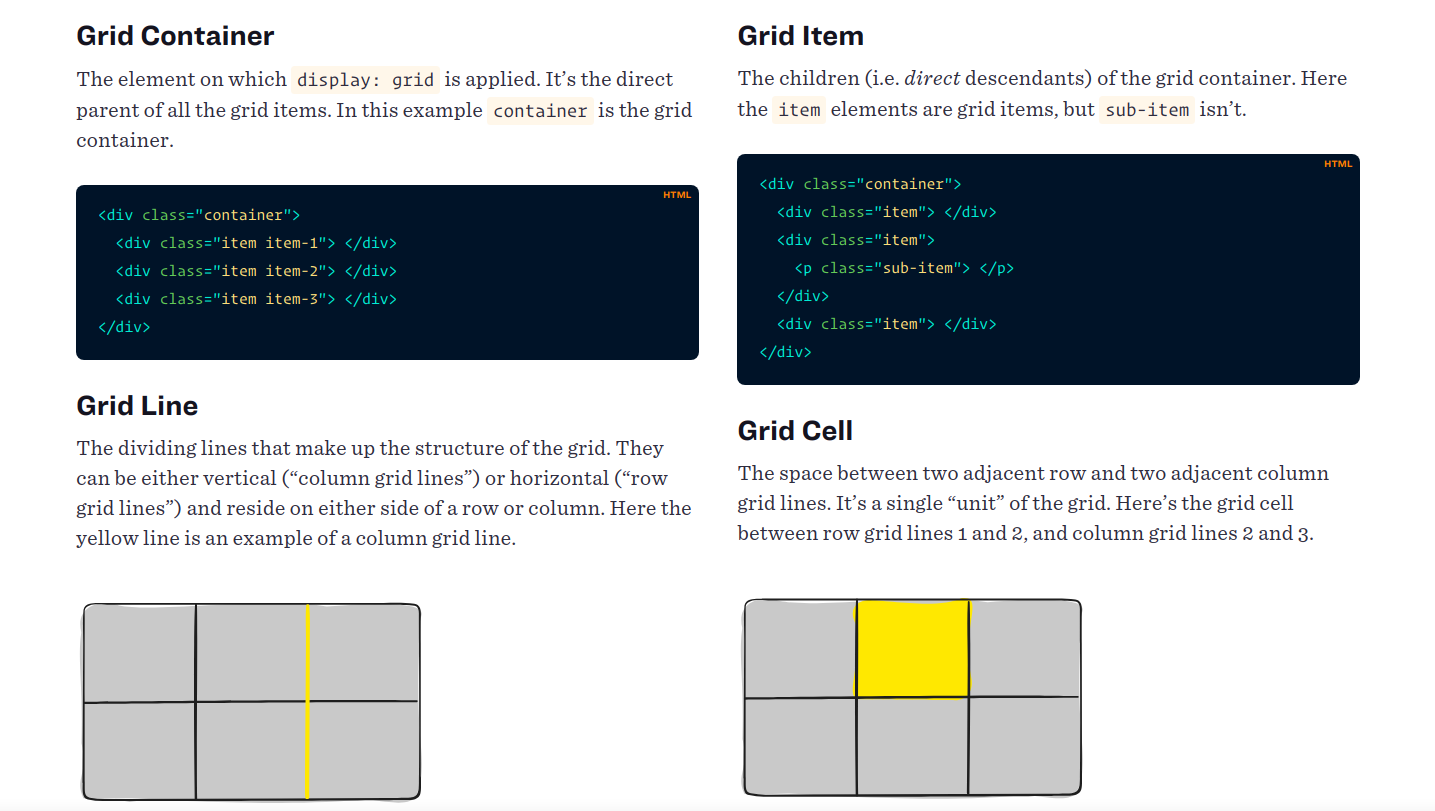 Grid Container
The element on which display: grid is applied. It’s the direct
parent of all the grid items. In this example container is the grid
container.
HTML
<div class="container">
  <div class="item item-1"> </div>
  <div class="item item-2"> </div>
  <div class="item item-3"> </div>
</div>
Grid Line
The dividing lines that make up the structure of the grid. They
can be either vertical (“column grid lines”) or horizontal (“row
grid lines”) and reside on either side of a row or column. Here the
yellow line is an example of a column grid line.
Grid Item
The children (i.e. direct descendants) of the grid container. Here
the item elements are grid items, but sub-item isn’t.
HTML
<div class="container">
  <div class="item"> </div>
  <div class="item">
    <p class="sub-item"> </p>
  </div>
  <div class="item"> </div>
</div>
Grid Cell
The space between two adjacent row and two adjacent column
grid lines. It’s a single “unit” of the grid. Here’s the grid cell
between row grid lines 1 and 2, and column grid lines 2 and 3.